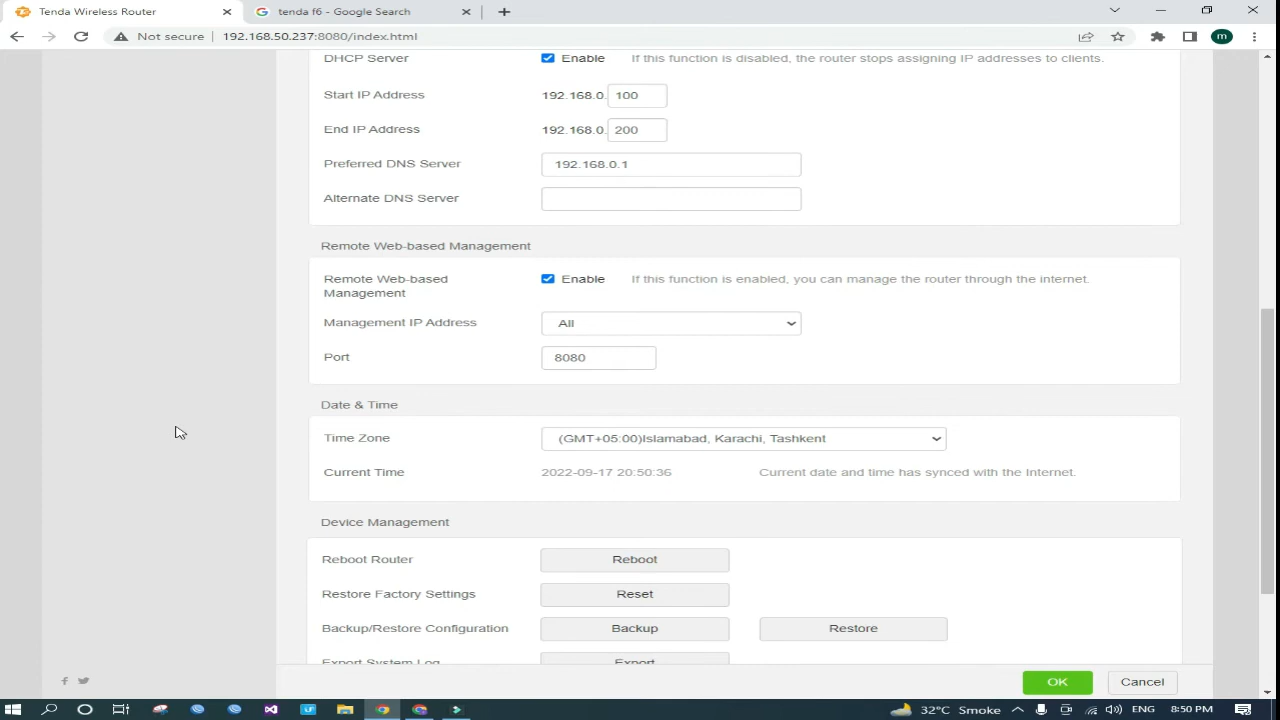 Tenda Wireless Router
tenda f6 - Google Search
Not secure
192.168.50.237:8080/index.html
m
DHCP Server
Enable
If this function is disabled, the router stops assigning IP addresses to clients.
Start IP Address
192.168.0. 100
End IP Address
192.168.0. 200
Preferred DNS Server
192.168.0.1
Alternate DNS Server
Remote Web-based Management
Remote Web-based
Management
Enable
If this function is enabled, you can manage the router through the internet.
Management IP Address
All
Port
8080
Date & Time
Time Zone
(GMT+05:00)Islamabad, Karachi, Tashkent
Current Time
2022-09-17 20:50:36
Current date and time has synced with the Internet.
Device Management
Reboot Router
Reboot
Restore Factory Settings
Reset
Backup/Restore Configuration
Backup
Restore
Export System Log
Export
OK
Cancel
32°C Smoke
ENG
8:50 PM